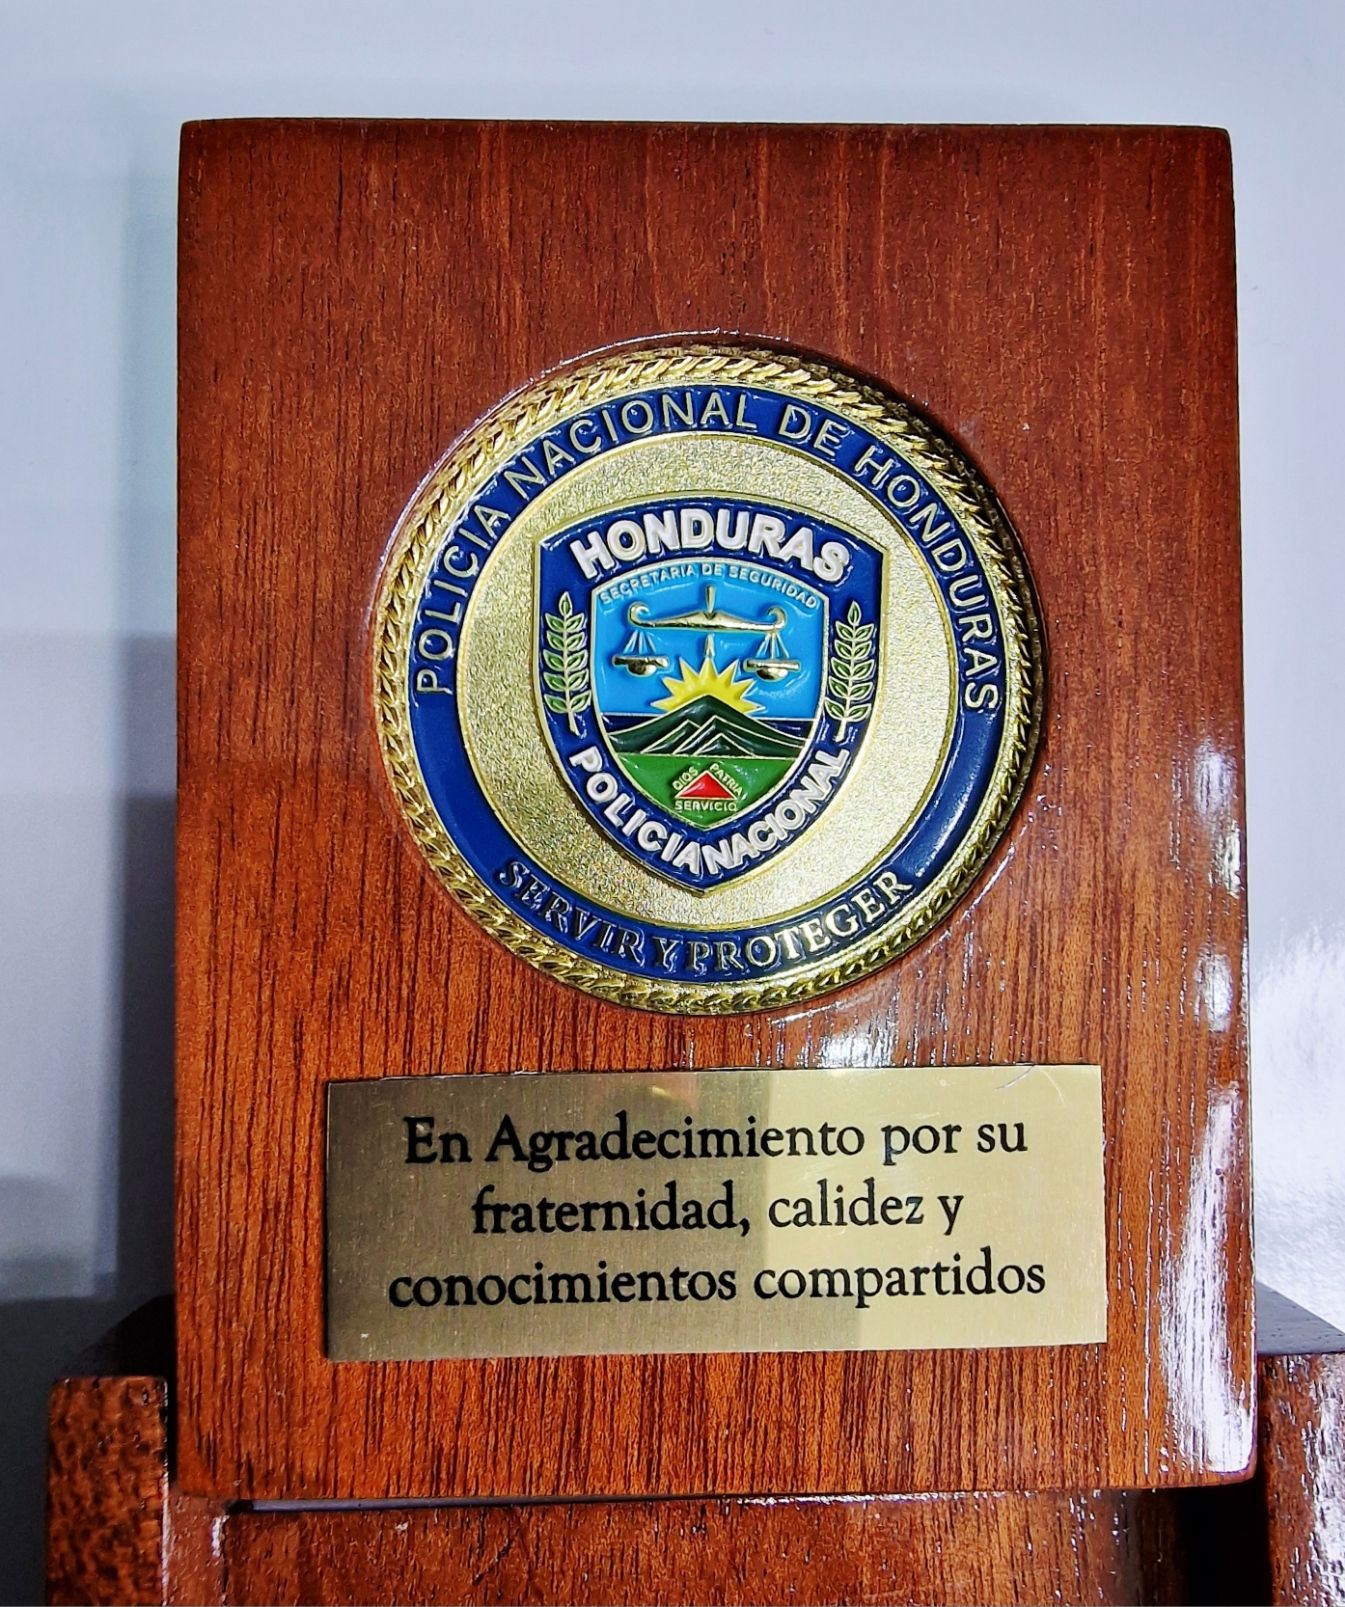 POLICIA NACIONAL DE HONDURAS
HONDURAS
SECRETARIA DE SEGURIDAD
DIOS PATRIA
SERVICIO
POLICIA NACIONAL
SERVIR Y PROTEGER
En Agradecimiento por su
fraternidad, calidez y
conocimientos compartidos